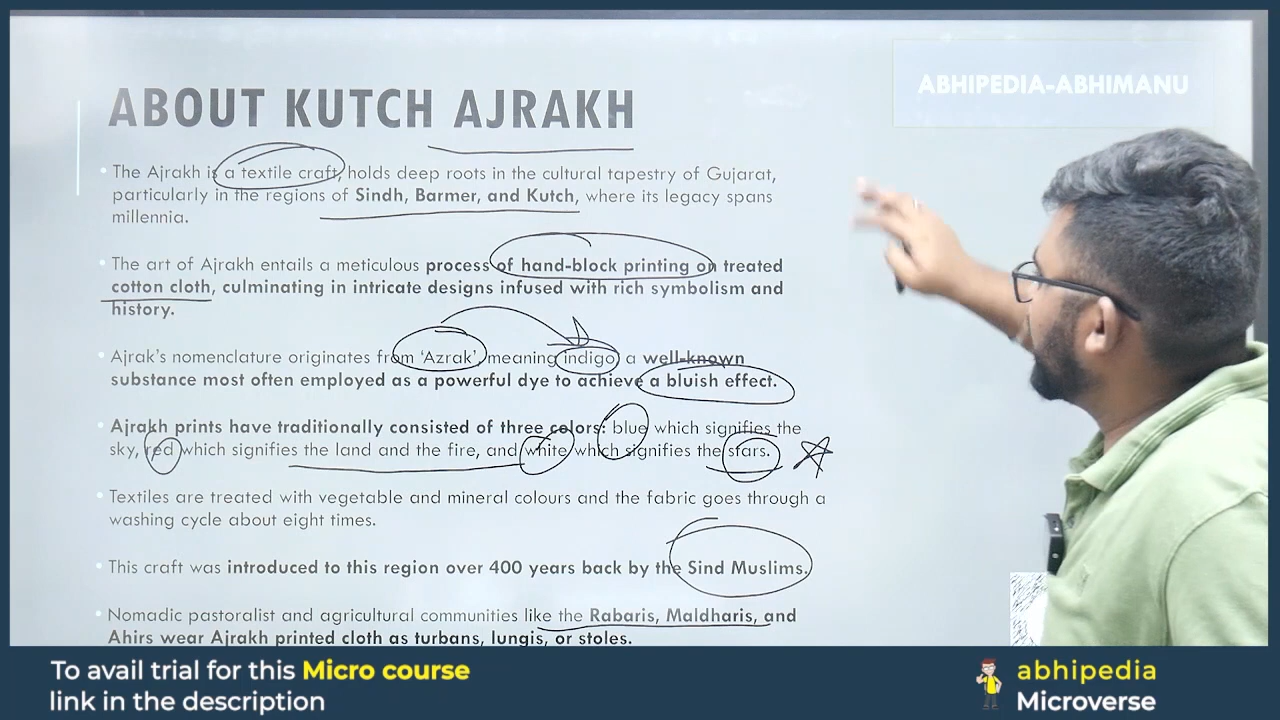 ABHIPEDIA-ABHIMANU
ABOUT KUTCH AJRAKH
The Ajrakh is a textile craft, holds deep roots in the cultural tapestry of Gujarat,
particularly in the regions of Sindh, Barmer, and Kutch, where its legacy spans
millennia.
The art of Ajrakh entails a meticulous process of hand-block printing on treated
cotton cloth, culminating in intricate designs infused with rich symbolism and
history.
Ajrak's nomenclature originates from 'Azrak', meaning indigo, a well-known
substance most often employed as a powerful dye to achieve a bluish effect.
Ajrakh prints have traditionally consisted of three colors: blue which signifies the
sky, red which signifies the land and the fire, and white which signifies the stars.
Textiles are treated with vegetable and mineral colours and the fabric goes through a
washing cycle about eight times.
This craft was introduced to this region over 400 years back by the Sind Muslims.
Nomadic pastoralist and agricultural communities like the Rabaris, Maldharis, and
Ahirs wear Ajrakh printed cloth as turbans, lungis, or stoles.
To avail trial for this Micro course
link in the description
abhipedia
Microverse